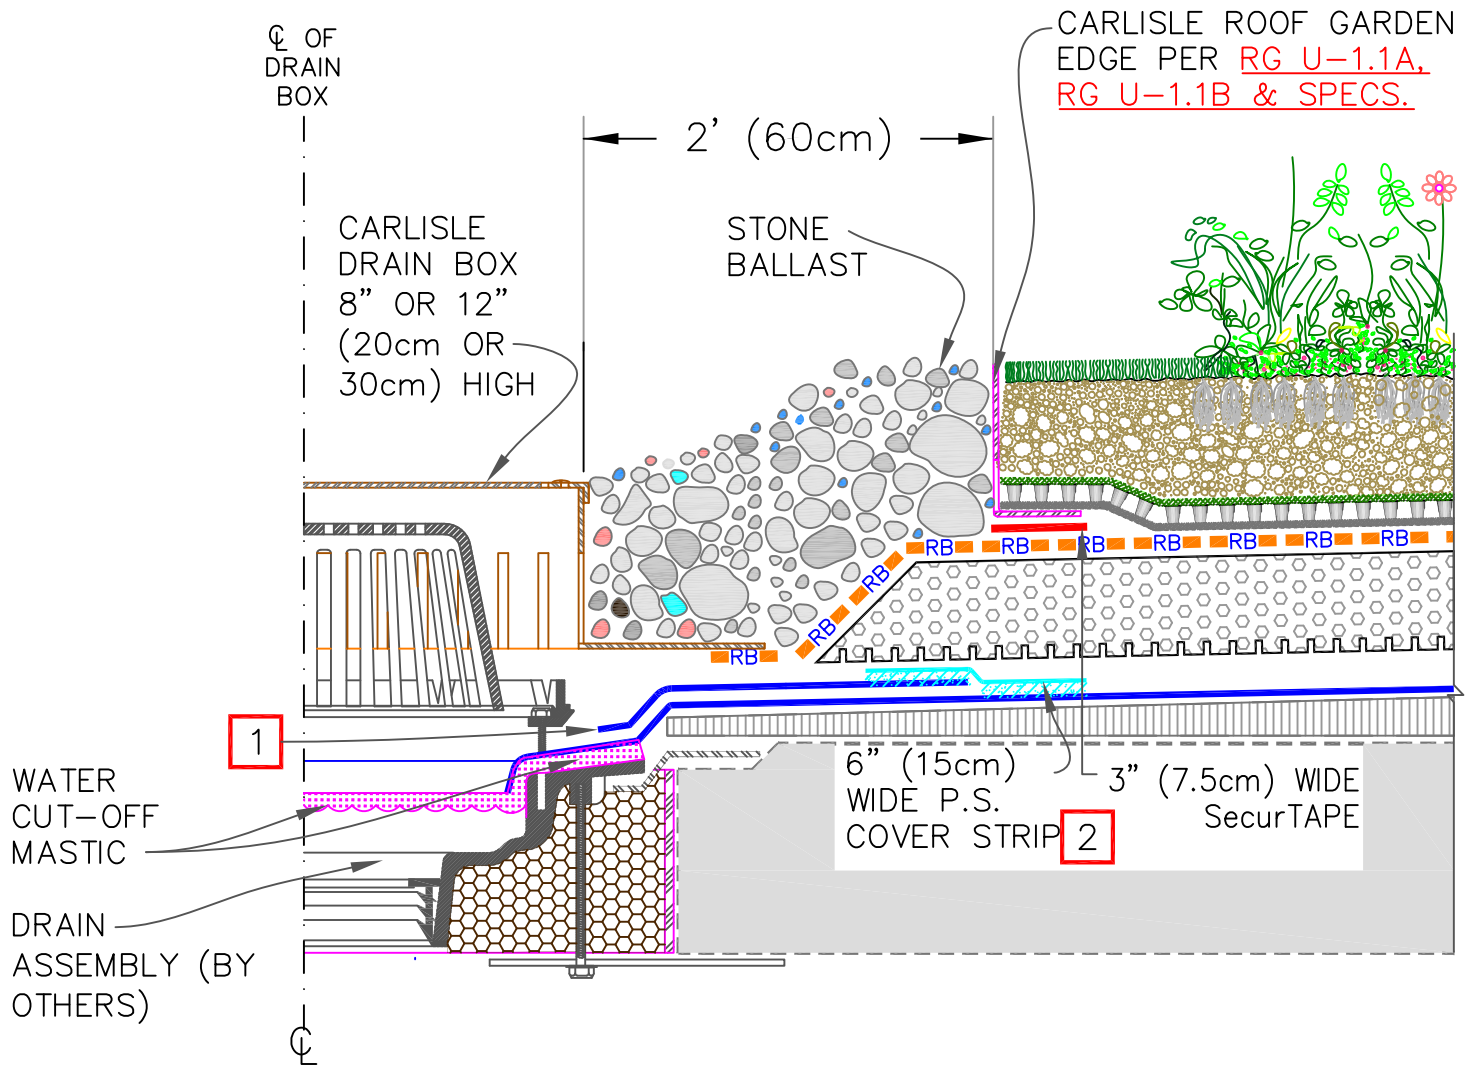 ℄ OF
DRAIN
BOX
CARLISLE ROOF GARDEN
EDGE PER RG U-1.1A,
RG U-1.1B & SPECS.
2' (60cm)
CARLISLE
DRAIN BOX
8" OR 12"
(20cm OR
30cm) HIGH
STONE
BALLAST
RB RB RB RB RB RB RB
RB
RB
RB
1
WATER
CUT-OFF
MASTIC
6" (15cm)
WIDE P.S.
COVER STRIP 2
3" (7.5cm) WIDE
SecurTAPE
DRAIN
ASSEMBLY (BY
OTHERS)
℄